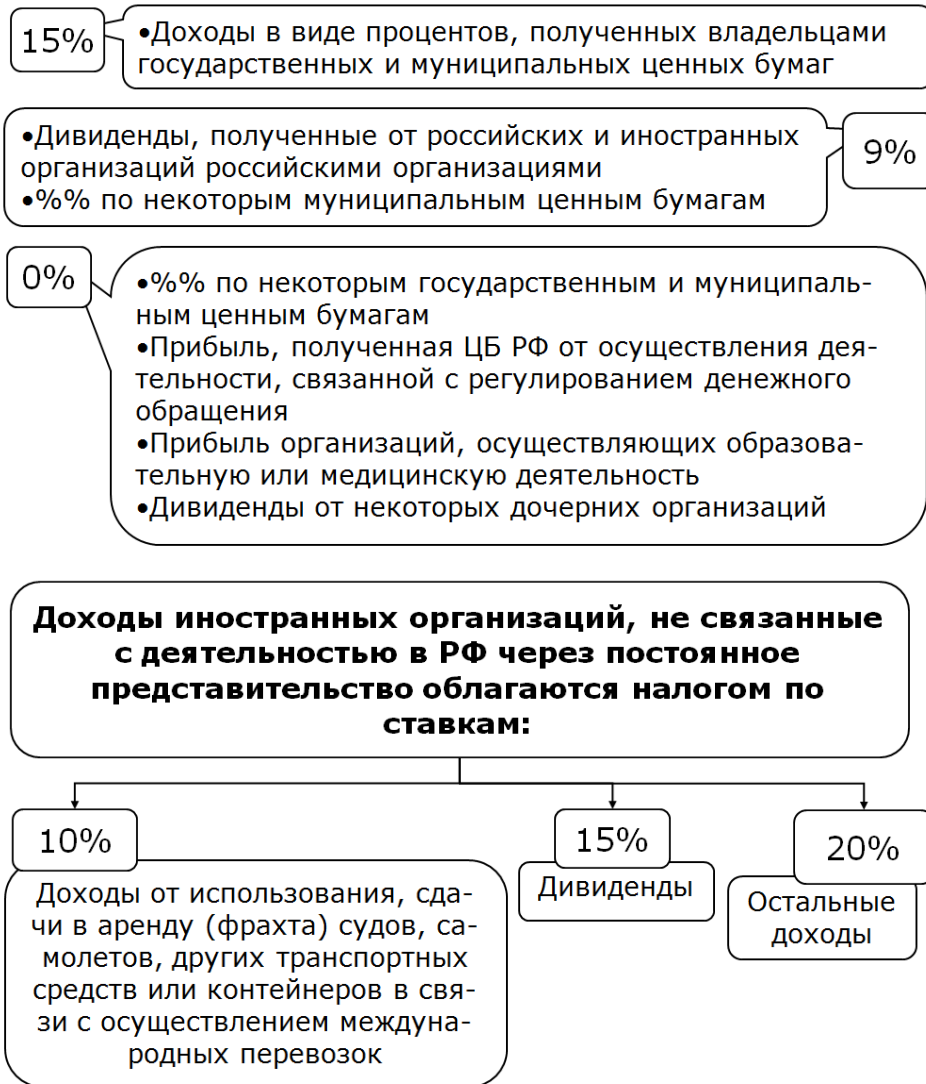 15%
•Доходы в виде процентов, полученных владельцами
государственных и муниципальных ценных бумаг
•Дивиденды, полученные от российских и иностранных
организаций российскими организациями
•%% по некоторым муниципальным ценным бумагам
9%
0%
•%% по некоторым государственным и муниципаль-
ным ценным бумагам
•Прибыль, полученная ЦБ РФ от осуществления дея-
тельности, связанной с регулированием денежного
обращения
•Прибыль организаций, осуществляющих образова-
тельную или медицинскую деятельность
•Дивиденды от некоторых дочерних организаций
Доходы иностранных организаций, не связанные
с деятельностью в РФ через постоянное
представительство облагаются налогом по
ставкам:
10%
Доходы от использования, сда-
чи в аренду (фрахта) судов, са-
молетов, других транспортных
средств или контейнеров в свя-
зи с осуществлением междуна-
родных перевозок
15%
Дивиденды
20%
Остальные
доходы